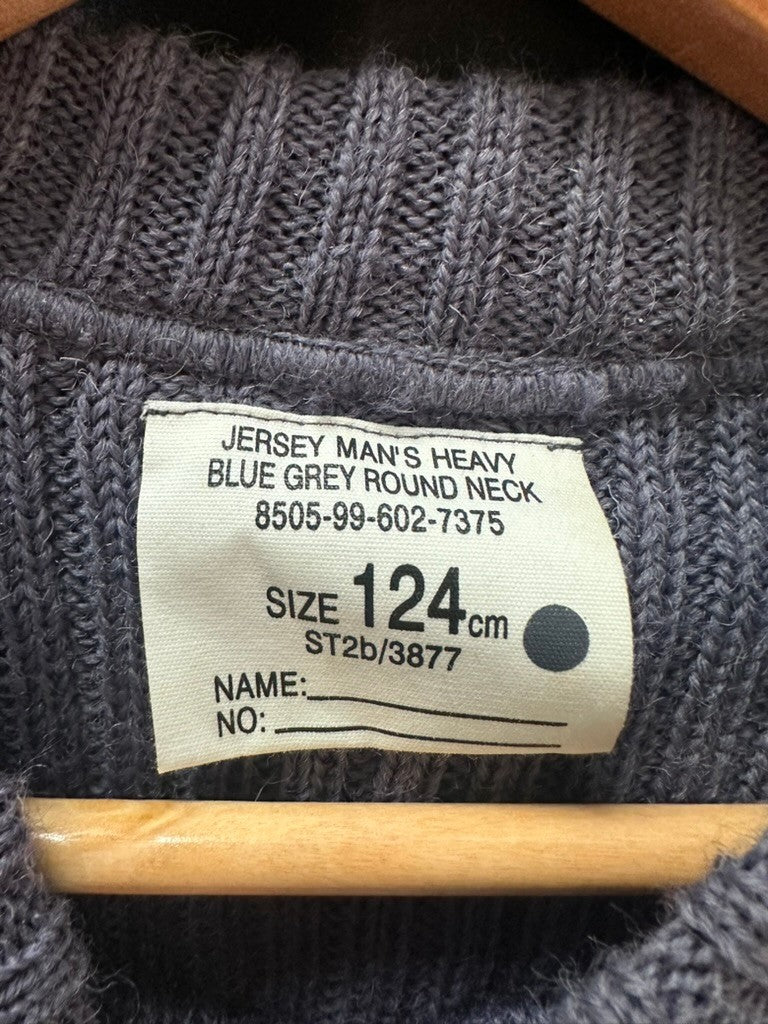 JERSEY MAN'S HEAVY
BLUE GREY ROUND NECK
8505-99-602-7375
SIZE 124cm
ST2b/3877
NAME:
NO: